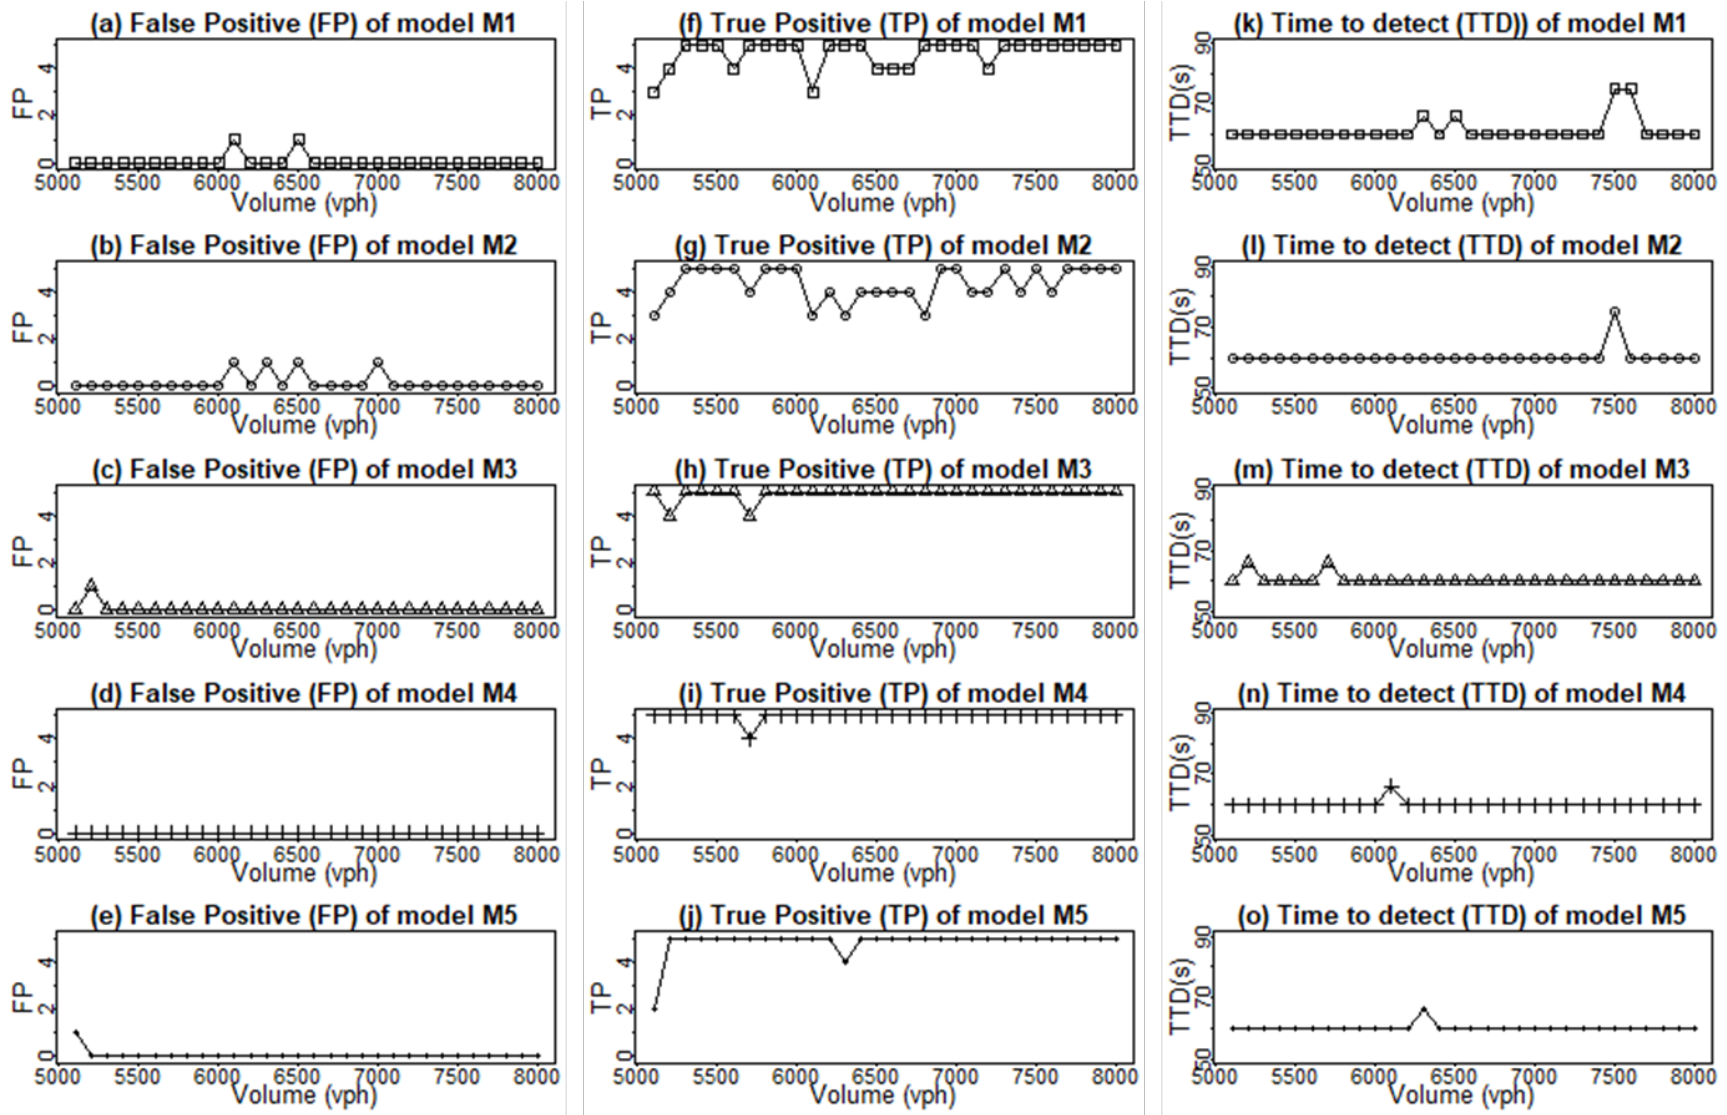 (a) False Positive (FP) of model M1
FP
0 2 4
5000 5500 6000 6500 7000 7500 8000
Volume (vph)
(f) True Positive (TP) of model M1
TP
0 2 4
5000 5500 6000 6500 7000 7500 8000
Volume (vph)
(k) Time to detect (TTD)) of model M1
TTD(s)
50 70 90
5000 5500 6000 6500 7000 7500 8000
Volume (vph)
(b) False Positive (FP) of model M2
FP
0 2 4
5000 5500 6000 6500 7000 7500 8000
Volume (vph)
(g) True Positive (TP) of model M2
TP
0 2 4
5000 5500 6000 6500 7000 7500 8000
Volume (vph)
(l) Time to detect (TTD) of model M2
TTD(s)
50 70 90
5000 5500 6000 6500 7000 7500 8000
Volume (vph)
(c) False Positive (FP) of model M3
FP
0 2 4
5000 5500 6000 6500 7000 7500 8000
Volume (vph)
(h) True Positive (TP) of model M3
TP
0 2 4
5000 5500 6000 6500 7000 7500 8000
Volume (vph)
(m) Time to detect (TTD) of model M3
TTD(s)
50 70 90
5000 5500 6000 6500 7000 7500 8000
Volume (vph)
(d) False Positive (FP) of model M4
FP
0 2 4
5000 5500 6000 6500 7000 7500 8000
Volume (vph)
(i) True Positive (TP) of model M4
TP
0 2 4
5000 5500 6000 6500 7000 7500 8000
Volume (vph)
(n) Time to detect (TTD) of model M4
TTD(s)
50 70 90
5000 5500 6000 6500 7000 7500 8000
Volume (vph)
(e) False Positive (FP) of model M5
FP
0 2 4
5000 5500 6000 6500 7000 7500 8000
Volume (vph)
(j) True Positive (TP) of model M5
TP
0 2 4
5000 5500 6000 6500 7000 7500 8000
Volume (vph)
(o) Time to detect (TTD) of model M5
TTD(s)
50 70 90
5000 5500 6000 6500 7000 7500 8000
Volume (vph)